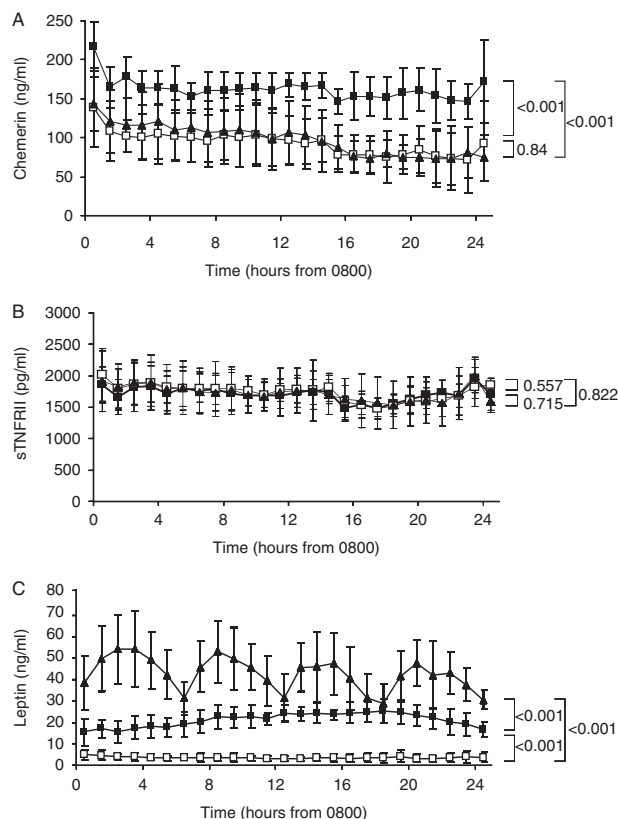 A
250
200
150
100
50
0
Chemerin (ng/ml)
0 4 8 12 16 20 24
Time (hours from 0800)
<0.001
0.84
<0.001
B
3000
2500
2000
1500
1000
500
0
sTNFRII (pg/ml)
0 4 8 12 16 20 24
Time (hours from 0800)
0.557
0.715
0.822
C
80
70
60
50
40
30
20
10
0
Leptin (ng/ml)
0 4 8 12 16 20 24
Time (hours from 0800)
<0.001
<0.001
<0.001